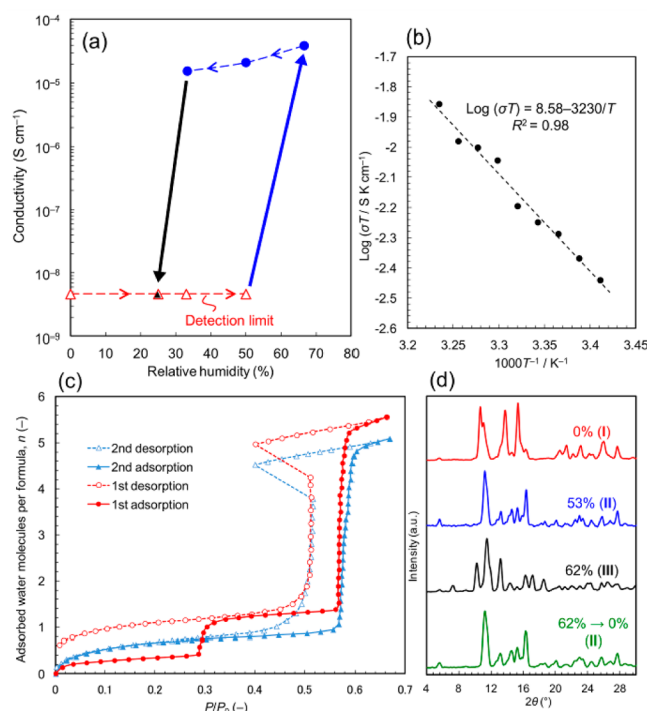 (a)
10⁻⁴
10⁻⁵
10⁻⁶
10⁻⁷
10⁻⁸
10⁻⁹
Conductivity (S cm⁻¹)
Detection limit
0 10 20 30 40 50 60 70 80
Relative humidity (%)
(b)
-1.7
-1.8
-1.9
-2
-2.1
-2.2
-2.3
-2.4
-2.5
-2.6
Log (σT / S K cm⁻¹)
Log (σT) = 8.58–3230/T
R² = 0.98
3.2 3.25 3.3 3.35 3.4 3.45
1000T⁻¹ / K⁻¹
(c)
6
5
4
3
2
1
0
Adsorbed water molecules per formula, n (–)
2nd desorption
2nd adsorption
1st desorption
1st adsorption
0 0.1 0.2 0.3 0.4 0.5 0.6 0.7
P/P₀ (–)
(d)
Intensity (a.u.)
0% (I)
53% (II)
62% (III)
62% → 0%
(II)
4 8 12 16 20 24 28
2θ (°)